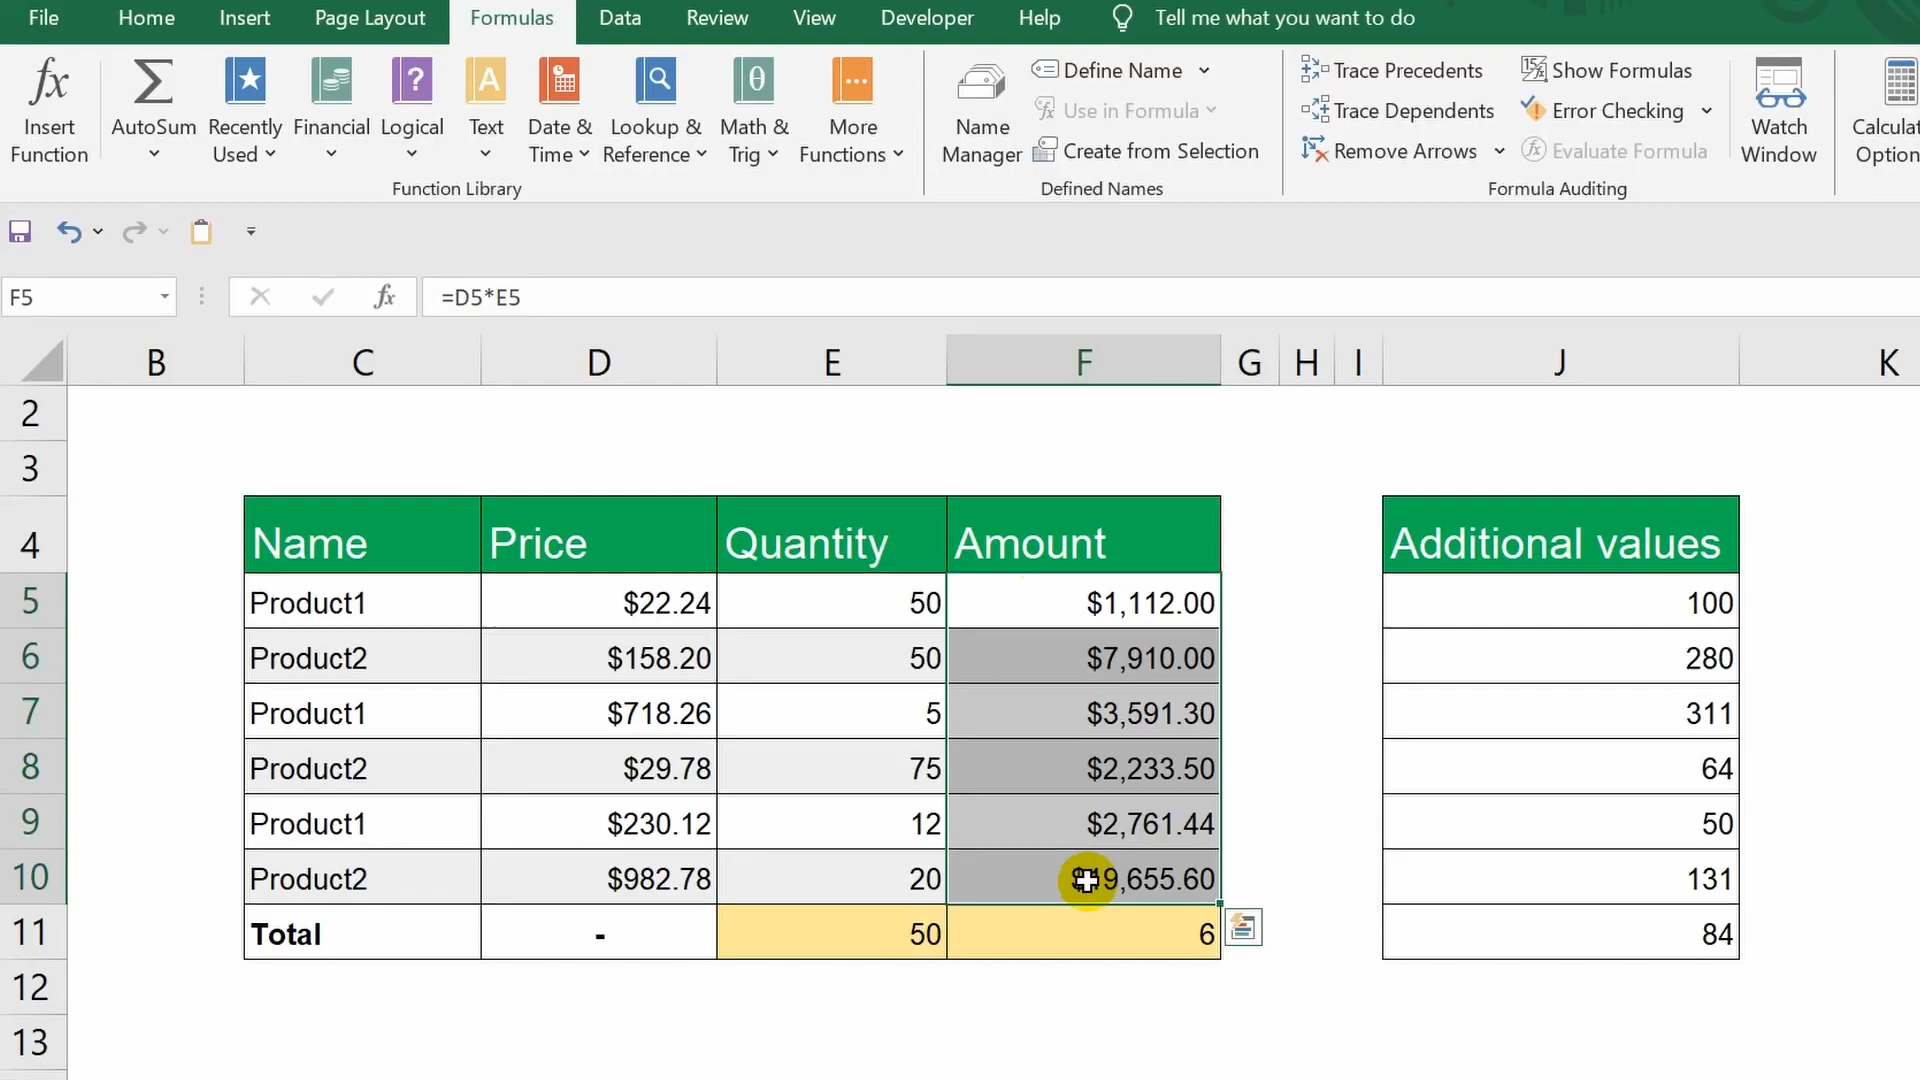 File Home Insert Page Layout Formulas Data Review View Developer Help Tell me what you want to do
fx Σ ? A θ Define Name Trace Precedents Show Formulas
Use in Formula Trace Dependents Error Checking
Insert Function AutoSum Recently Used Financial Logical Text Date & Time Lookup & Reference Math & Trig More Functions Name Manager Create from Selection Remove Arrows Evaluate Formula Watch Window
Function Library Defined Names Formula Auditing
F5 fx =D5*E5
B C D E F G H I J K
2
3
4 Name Price Quantity Amount Additional values
5 Product1 $22.24 50 $1,112.00 100
6 Product2 $158.20 50 $7,910.00 280
7 Product1 $718.26 5 $3,591.30 311
8 Product2 $29.78 75 $2,233.50 64
9 Product1 $230.12 12 $2,761.44 50
10 Product2 $982.78 20 9,655.60 131
11 Total - 50 6 84
12
13